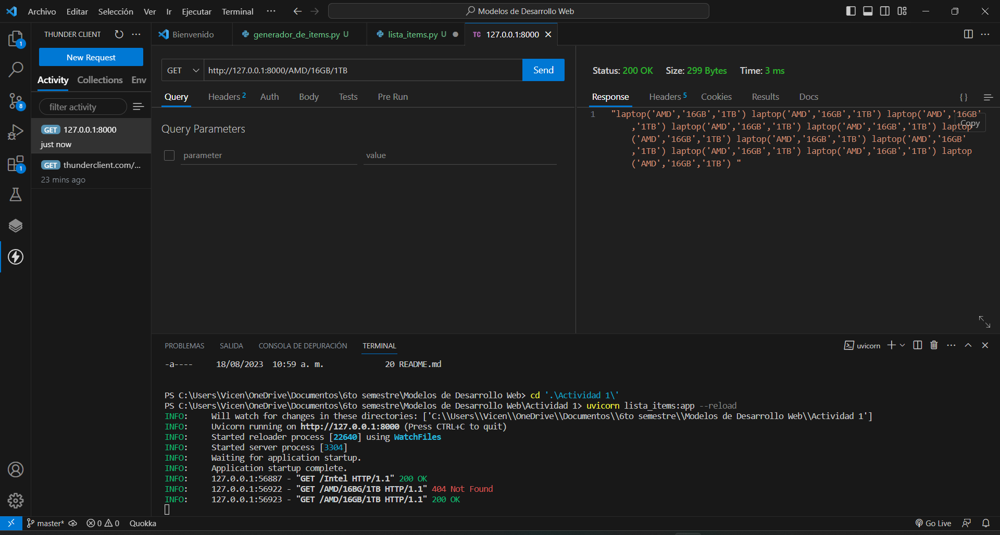 Archivo Editar Selección Ver Ir Ejecutar Terminal ··· Modelos de Desarrollo Web
THUNDER CLIENT ···
New Request
Activity Collections Env
filter activity
GET 127.0.0.1:8000
just now
GET thunderclient.com/...
23 mins ago
1
8
1
Bienvenido generador_de_items.py U lista_items.py U TC 127.0.0.1:8000
GET http://127.0.0.1:8000/AMD/16GB/1TB Send
Query Headers 2 Auth Body Tests Pre Run
Query Parameters
parameter value
Status: 200 OK Size: 299 Bytes Time: 3 ms
Response Headers 5 Cookies Results Docs { }
Copy
1 "laptop('AMD','16GB','1TB') laptop('AMD','16GB','1TB') laptop('AMD','16GB'
,'1TB') laptop('AMD','16GB','1TB') laptop('AMD','16GB','1TB') laptop
('AMD','16GB','1TB') laptop('AMD','16GB','1TB') laptop('AMD','16GB'
,'1TB') laptop('AMD','16GB','1TB') laptop('AMD','16GB','1TB') laptop
('AMD','16GB','1TB') "
PROBLEMAS SALIDA CONSOLA DE DEPURACIÓN TERMINAL uvicorn
-a---- 18/08/2023 10:59 a. m. 20 README.md
PS C:\Users\Vicen\OneDrive\Documentos\6to semestre\Modelos de Desarrollo Web> cd '.\Actividad 1\'
PS C:\Users\Vicen\OneDrive\Documentos\6to semestre\Modelos de Desarrollo Web\Actividad 1> uvicorn lista_items:app --reload
INFO: Will watch for changes in these directories: ['C:\\Users\\Vicen\\OneDrive\\Documentos\\6to semestre\\Modelos de Desarrollo Web\\Actividad 1']
INFO: Uvicorn running on http://127.0.0.1:8000 (Press CTRL+C to quit)
INFO: Started reloader process [22640] using WatchFiles
INFO: Started server process [3304]
INFO: Waiting for application startup.
INFO: Application startup complete.
INFO: 127.0.0.1:56887 - "GET /Intel HTTP/1.1" 200 OK
INFO: 127.0.0.1:56922 - "GET /AMD/16BG/1TB HTTP/1.1" 404 Not Found
INFO: 127.0.0.1:56923 - "GET /AMD/16GB/1TB HTTP/1.1" 200 OK
master* 0 0 Quokka Go Live